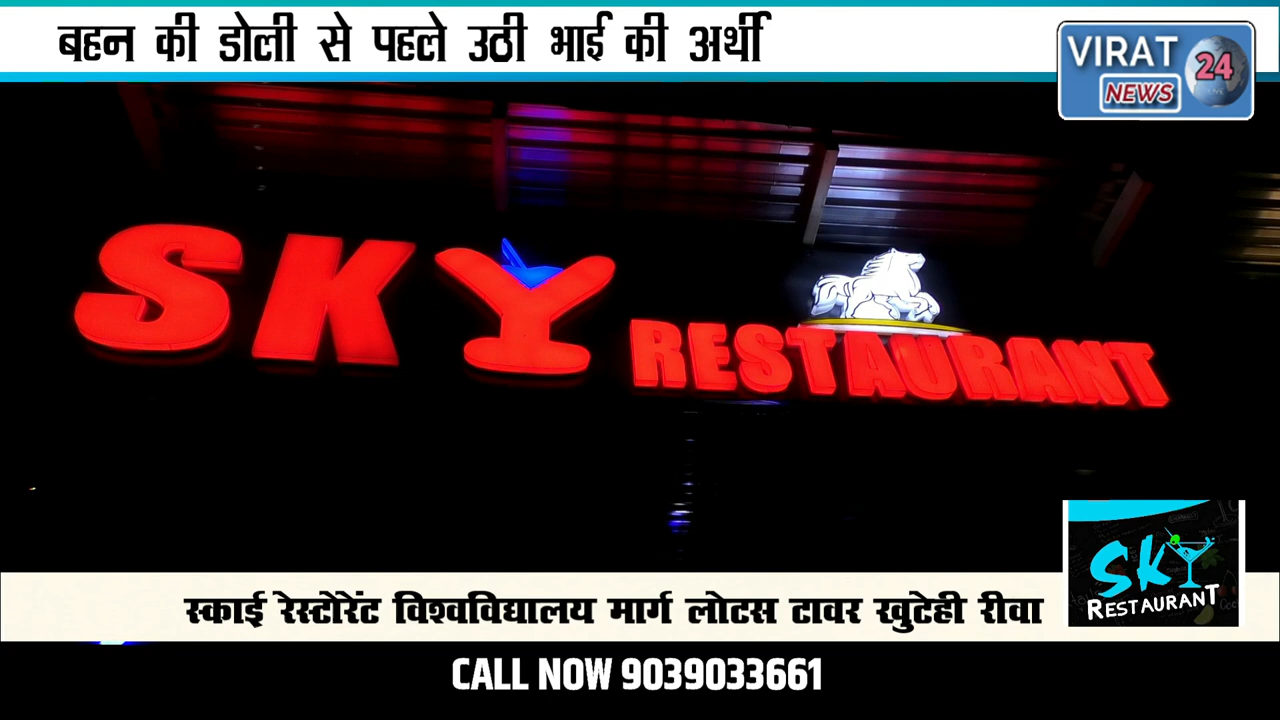 बहन की डोली से पहले उठी भाई की अर्थी
VIRAT 24
NEWS
SKY RESTAURANT
SKY
RESTAURANT
स्काई रेस्टोरेंट विश्वविद्यालय मार्ग लोटस टावर खुटेही रीवा
CALL NOW 9039033661